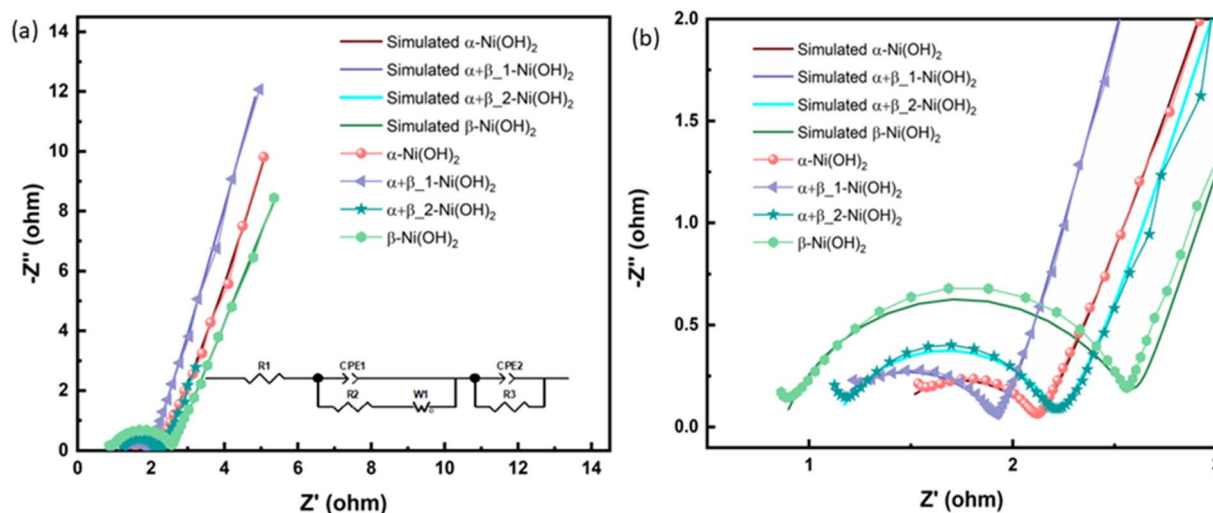 (a)
14
12
10
8
6
4
2
0
-Z″ (ohm)
Simulated α-Ni(OH)₂
Simulated α+β_1-Ni(OH)₂
Simulated α+β_2-Ni(OH)₂
Simulated β-Ni(OH)₂
α-Ni(OH)₂
α+β_1-Ni(OH)₂
α+β_2-Ni(OH)₂
β-Ni(OH)₂
R1
CPE1
R2
W1
CPE2
R3
0 2 4 6 8 10 12 14
Z' (ohm)
(b)
2.0
1.5
1.0
0.5
0.0
-Z″ (ohm)
Simulated α-Ni(OH)₂
Simulated α+β_1-Ni(OH)₂
Simulated α+β_2-Ni(OH)₂
Simulated β-Ni(OH)₂
α-Ni(OH)₂
α+β_1-Ni(OH)₂
α+β_2-Ni(OH)₂
β-Ni(OH)₂
1 2 3
Z' (ohm)